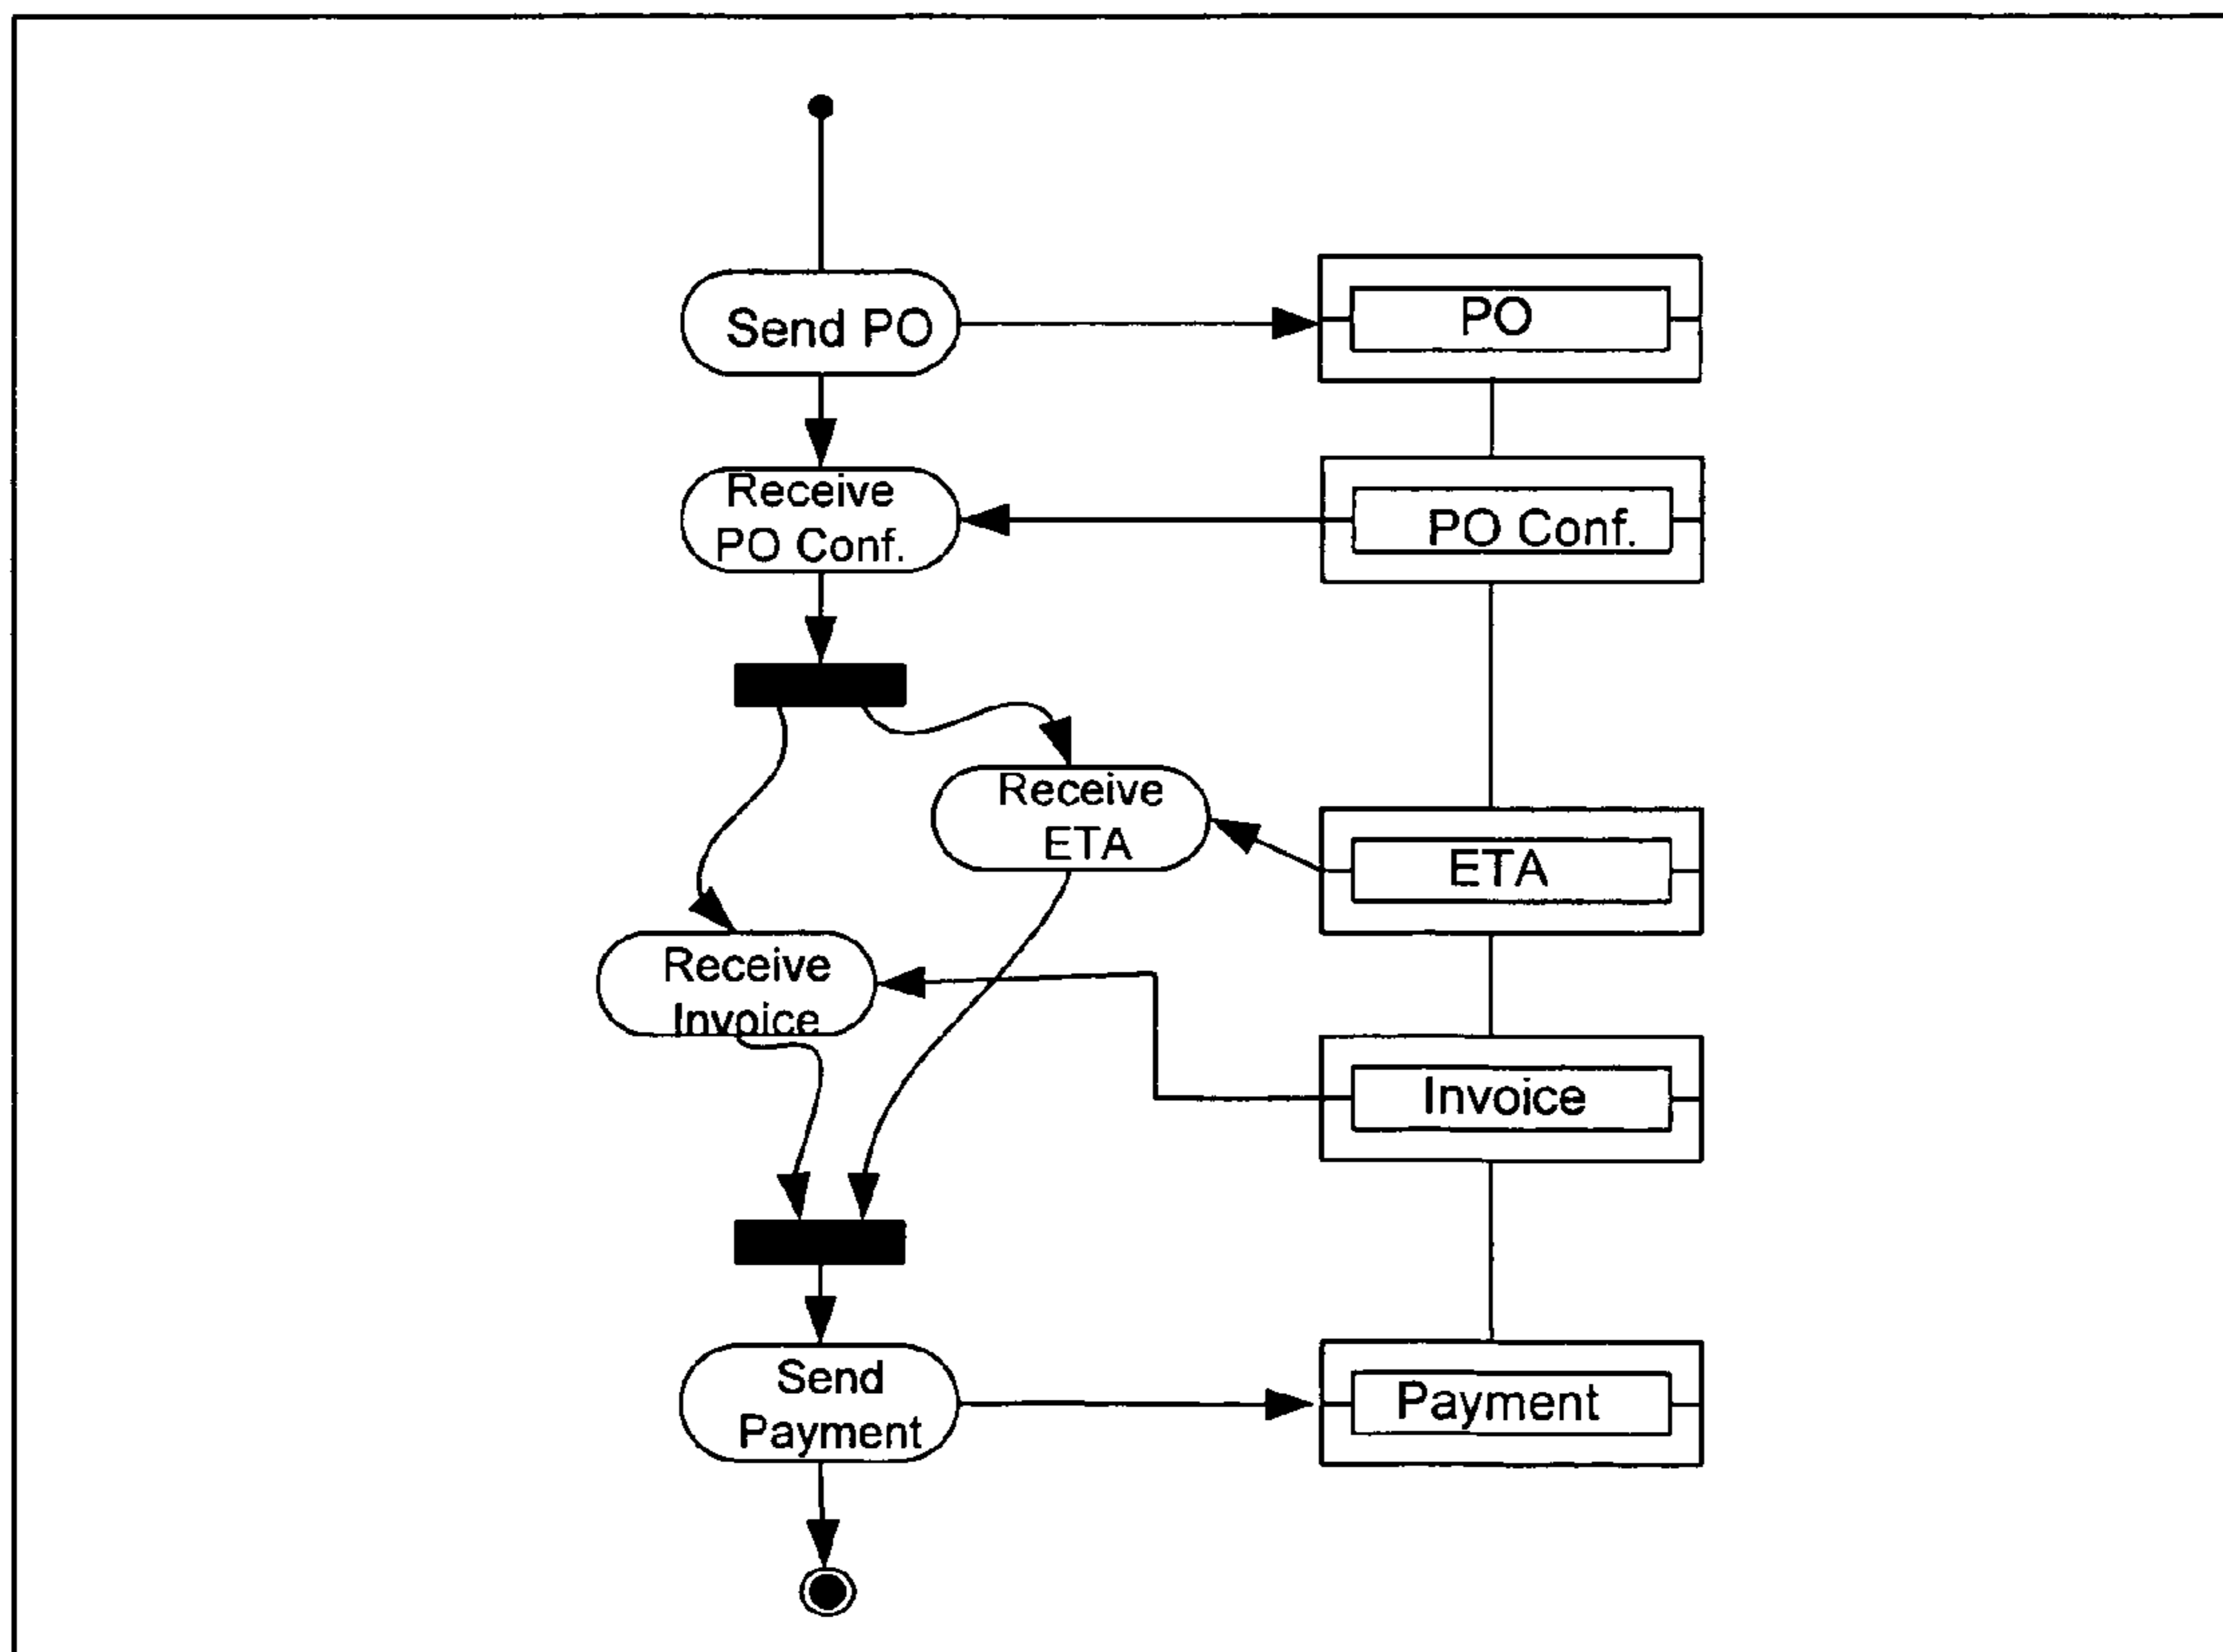 Send PO
PO
Receive
PO Conf.
PO Conf.
Receive
ETA
ETA
Receive
Invoice
Invoice
Send
Payment
Payment